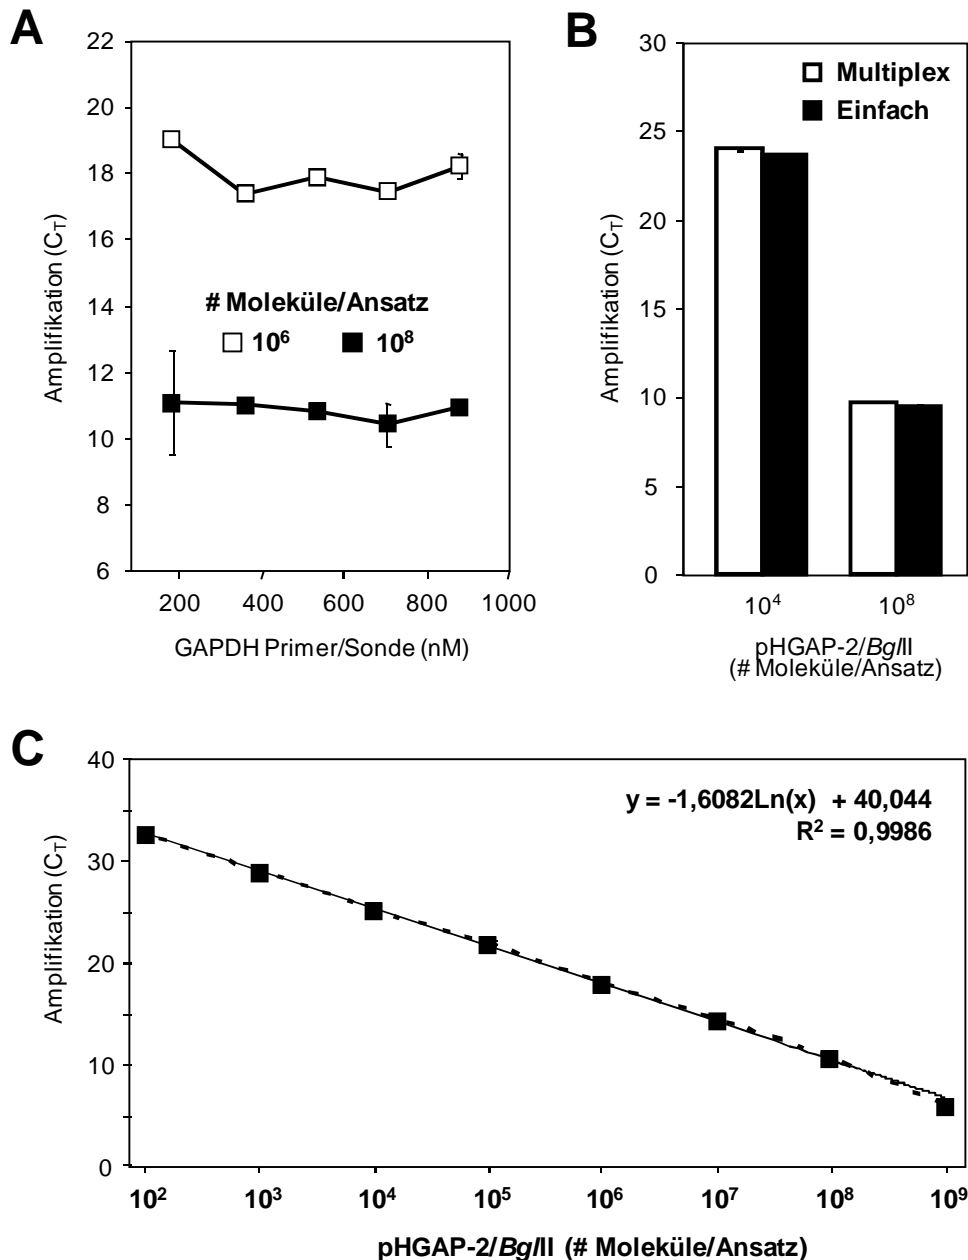 A
22
20
18
16
14
12
10
8
6
Amplifikation (CT)
# Moleküle/Ansatz
10⁶ 10⁸
200 400 600 800 1000
GAPDH Primer/Sonde (nM)
B
30
25
20
15
10
5
0
Amplifikation (CT)
Multiplex
Einfach
10⁴ 10⁸
pHGAP-2/BglII
(# Moleküle/Ansatz)
C
40
30
20
10
0
Amplifikation (CT)
y = -1,6082Ln(x) + 40,044
R² = 0,9986
10² 10³ 10⁴ 10⁵ 10⁶ 10⁷ 10⁸ 10⁹
pHGAP-2/BglII (# Moleküle/Ansatz)